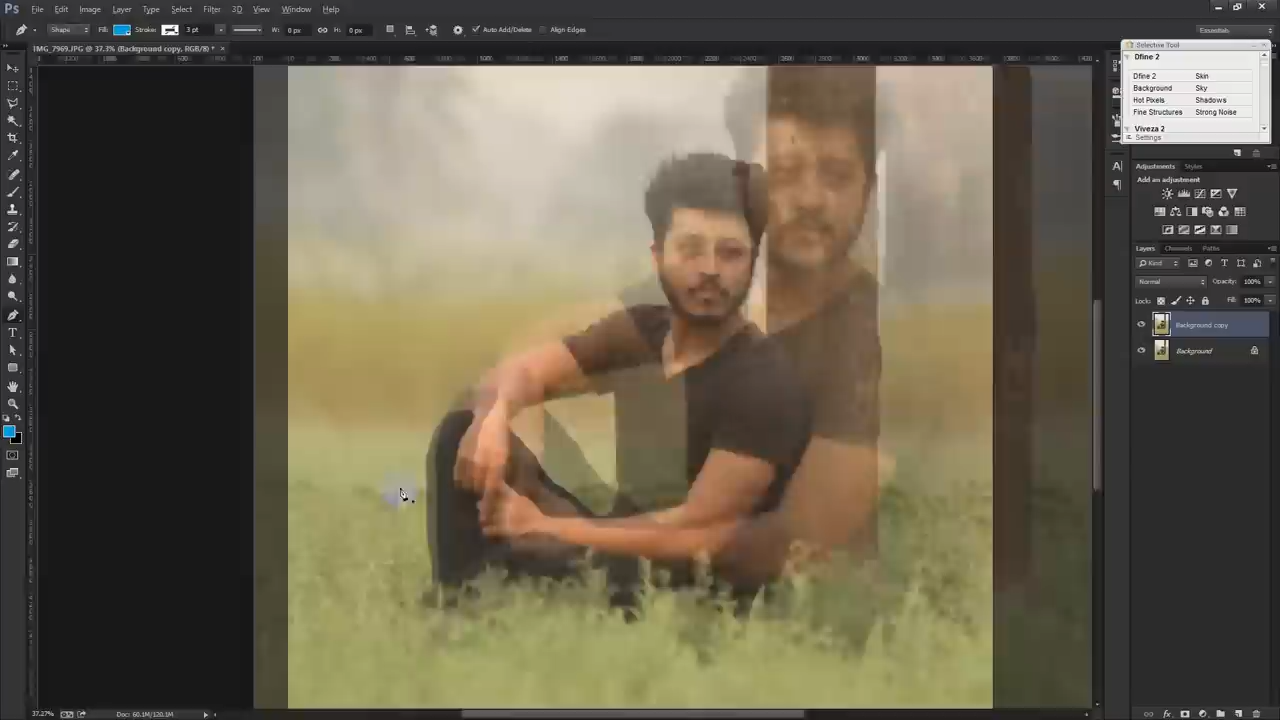 Ps File Edit Image Layer Type Select Filter 3D View Window Help
Shape Fill: Stroke: 3 pt W: 0 px H: 0 px Auto Add/Delete Align Edges Essentials
IMG_7969.JPG @ 37.3% (Background copy, RGB/8) * ×
Selective Tool
Dfine 2
Dfine 2 Skin
Background Sky
Hot Pixels Shadows
Fine Structures Strong Noise
Viveza 2
Settings
Adjustments Styles
Add an adjustment
Layers Channels Paths
Kind
Normal Opacity: 100%
Lock: Fill: 100%
Background copy
Background
37.27% Doc: 60.1M/120.1M